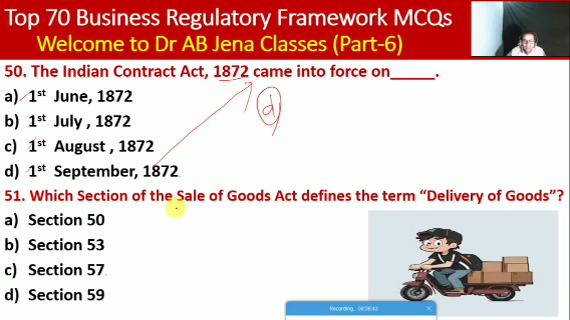 Top 70 Business Regulatory Framework MCQs
Welcome to Dr AB Jena Classes (Part-6)
50. The Indian Contract Act, 1872 came into force on_____.
a) 1st June, 1872
b) 1st July , 1872
c) 1st August , 1872
d) 1st September, 1872
d
51. Which Section of the Sale of Goods Act defines the term “Delivery of Goods”?
a) Section 50
b) Section 53
c) Section 57
d) Section 59